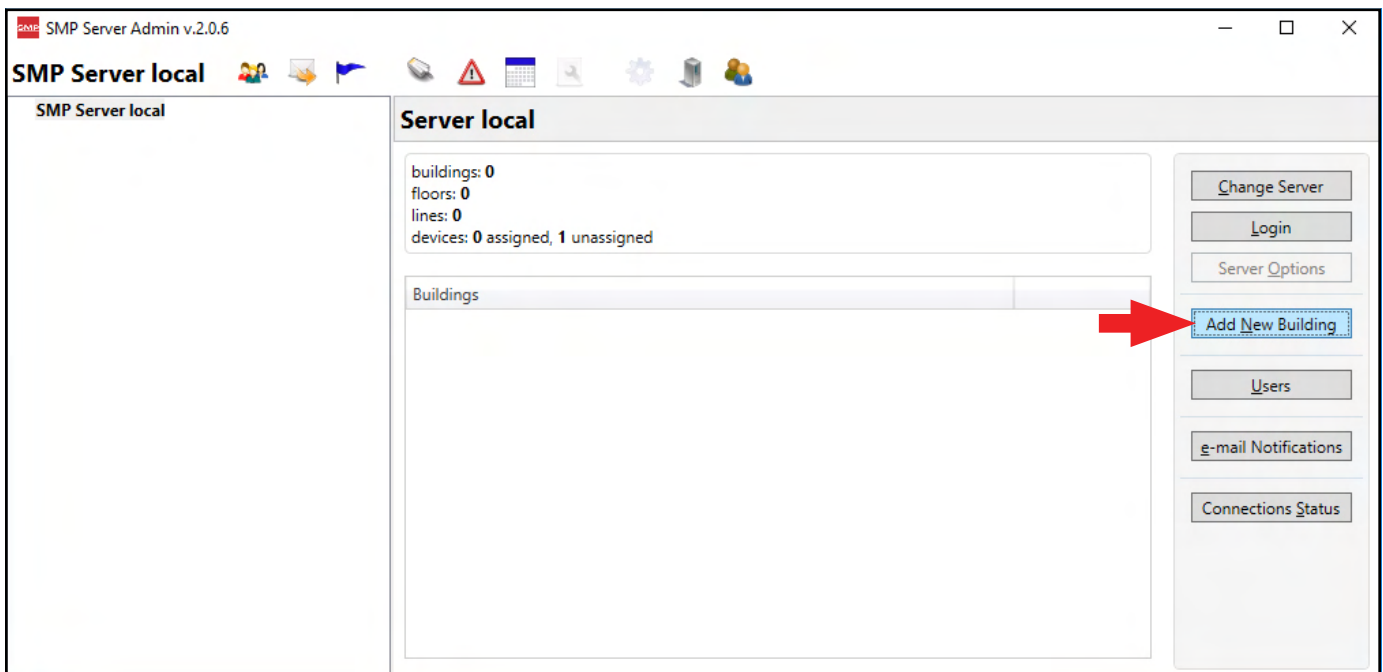 SMP SMP Server Admin v.2.0.6
SMP Server local
SMP Server local
Server local
buildings: 0
floors: 0
lines: 0
devices: 0 assigned, 1 unassigned
Buildings
Change Server
Login
Server Options
Add New Building
Users
e-mail Notifications
Connections Status